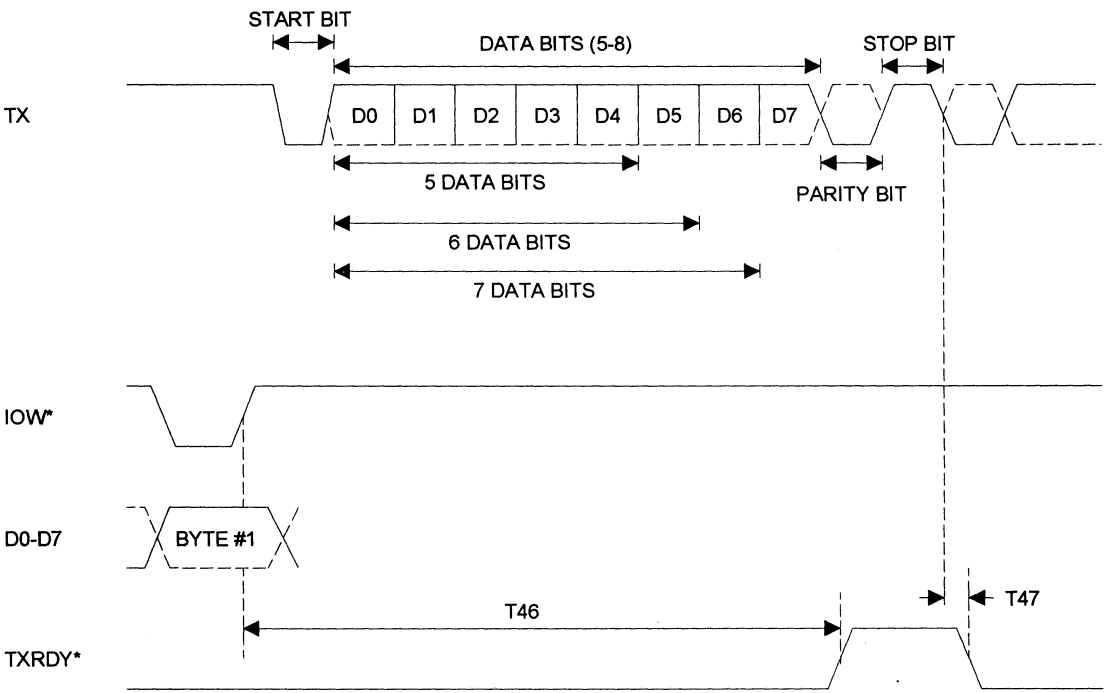 START BIT
DATA BITS (5-8)
STOP BIT
TX
D0 D1 D2 D3 D4 D5 D6 D7
5 DATA BITS
PARITY BIT
6 DATA BITS
7 DATA BITS
IOW*
D0-D7
BYTE #1
T46
T47
TXRDY*